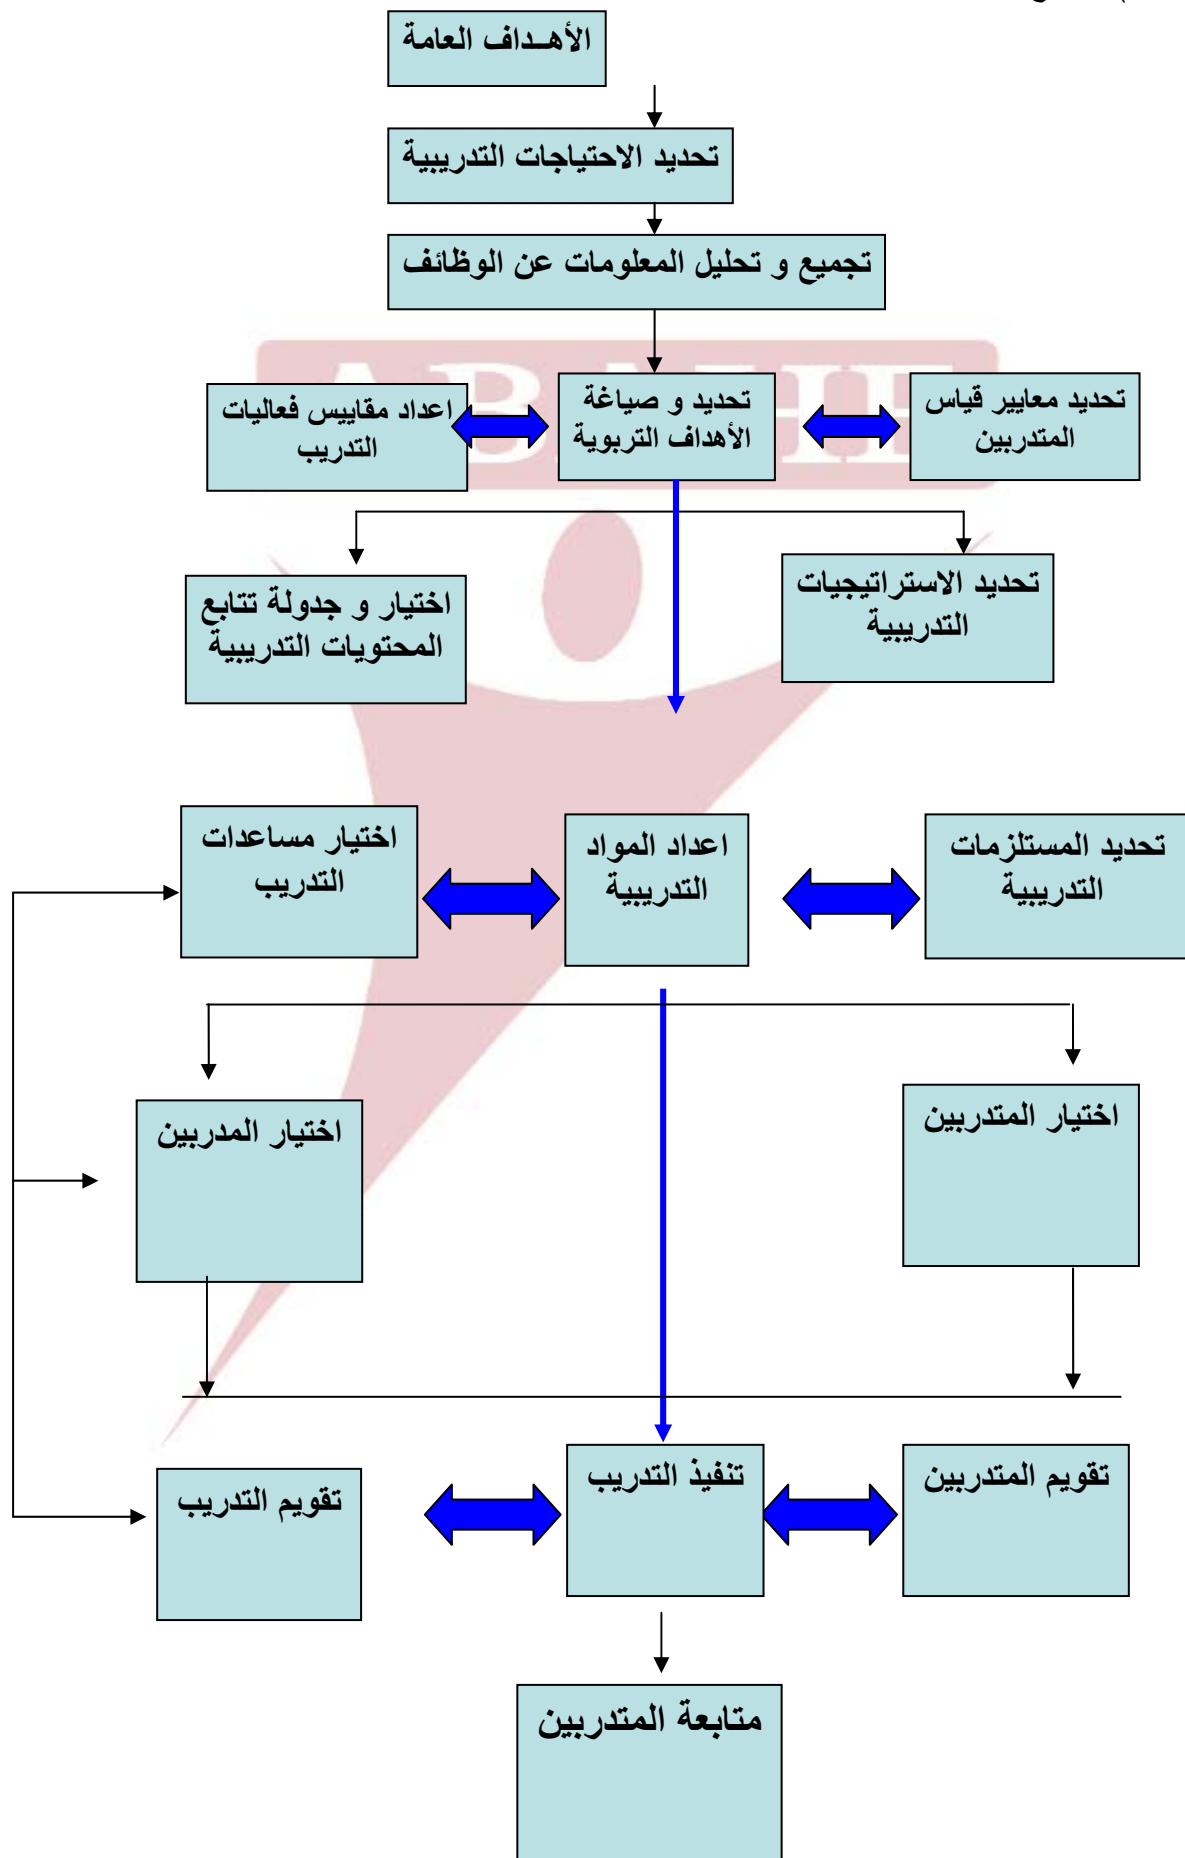 الأهــداف العامة
تحديد الاحتياجات التدريبية
تجميع و تحليل المعلومات عن الوظائف
تحديد معايير قياس
المتدربين
تحديد و صياغة
الأهداف التربوية
اعداد مقاييس فعاليات
التدريب
تحديد الاستراتيجيات
التدريبية
اختيار و جدولة تتابع
المحتويات التدريبية
تحديد المستلزمات
التدريبية
اعداد المواد
التدريبية
اختيار مساعدات
التدريب
اختيار المتدربين
اختيار المدربين
تقويم المتدربين
تنفيذ التدريب
تقويم التدريب
متابعة المتدربين